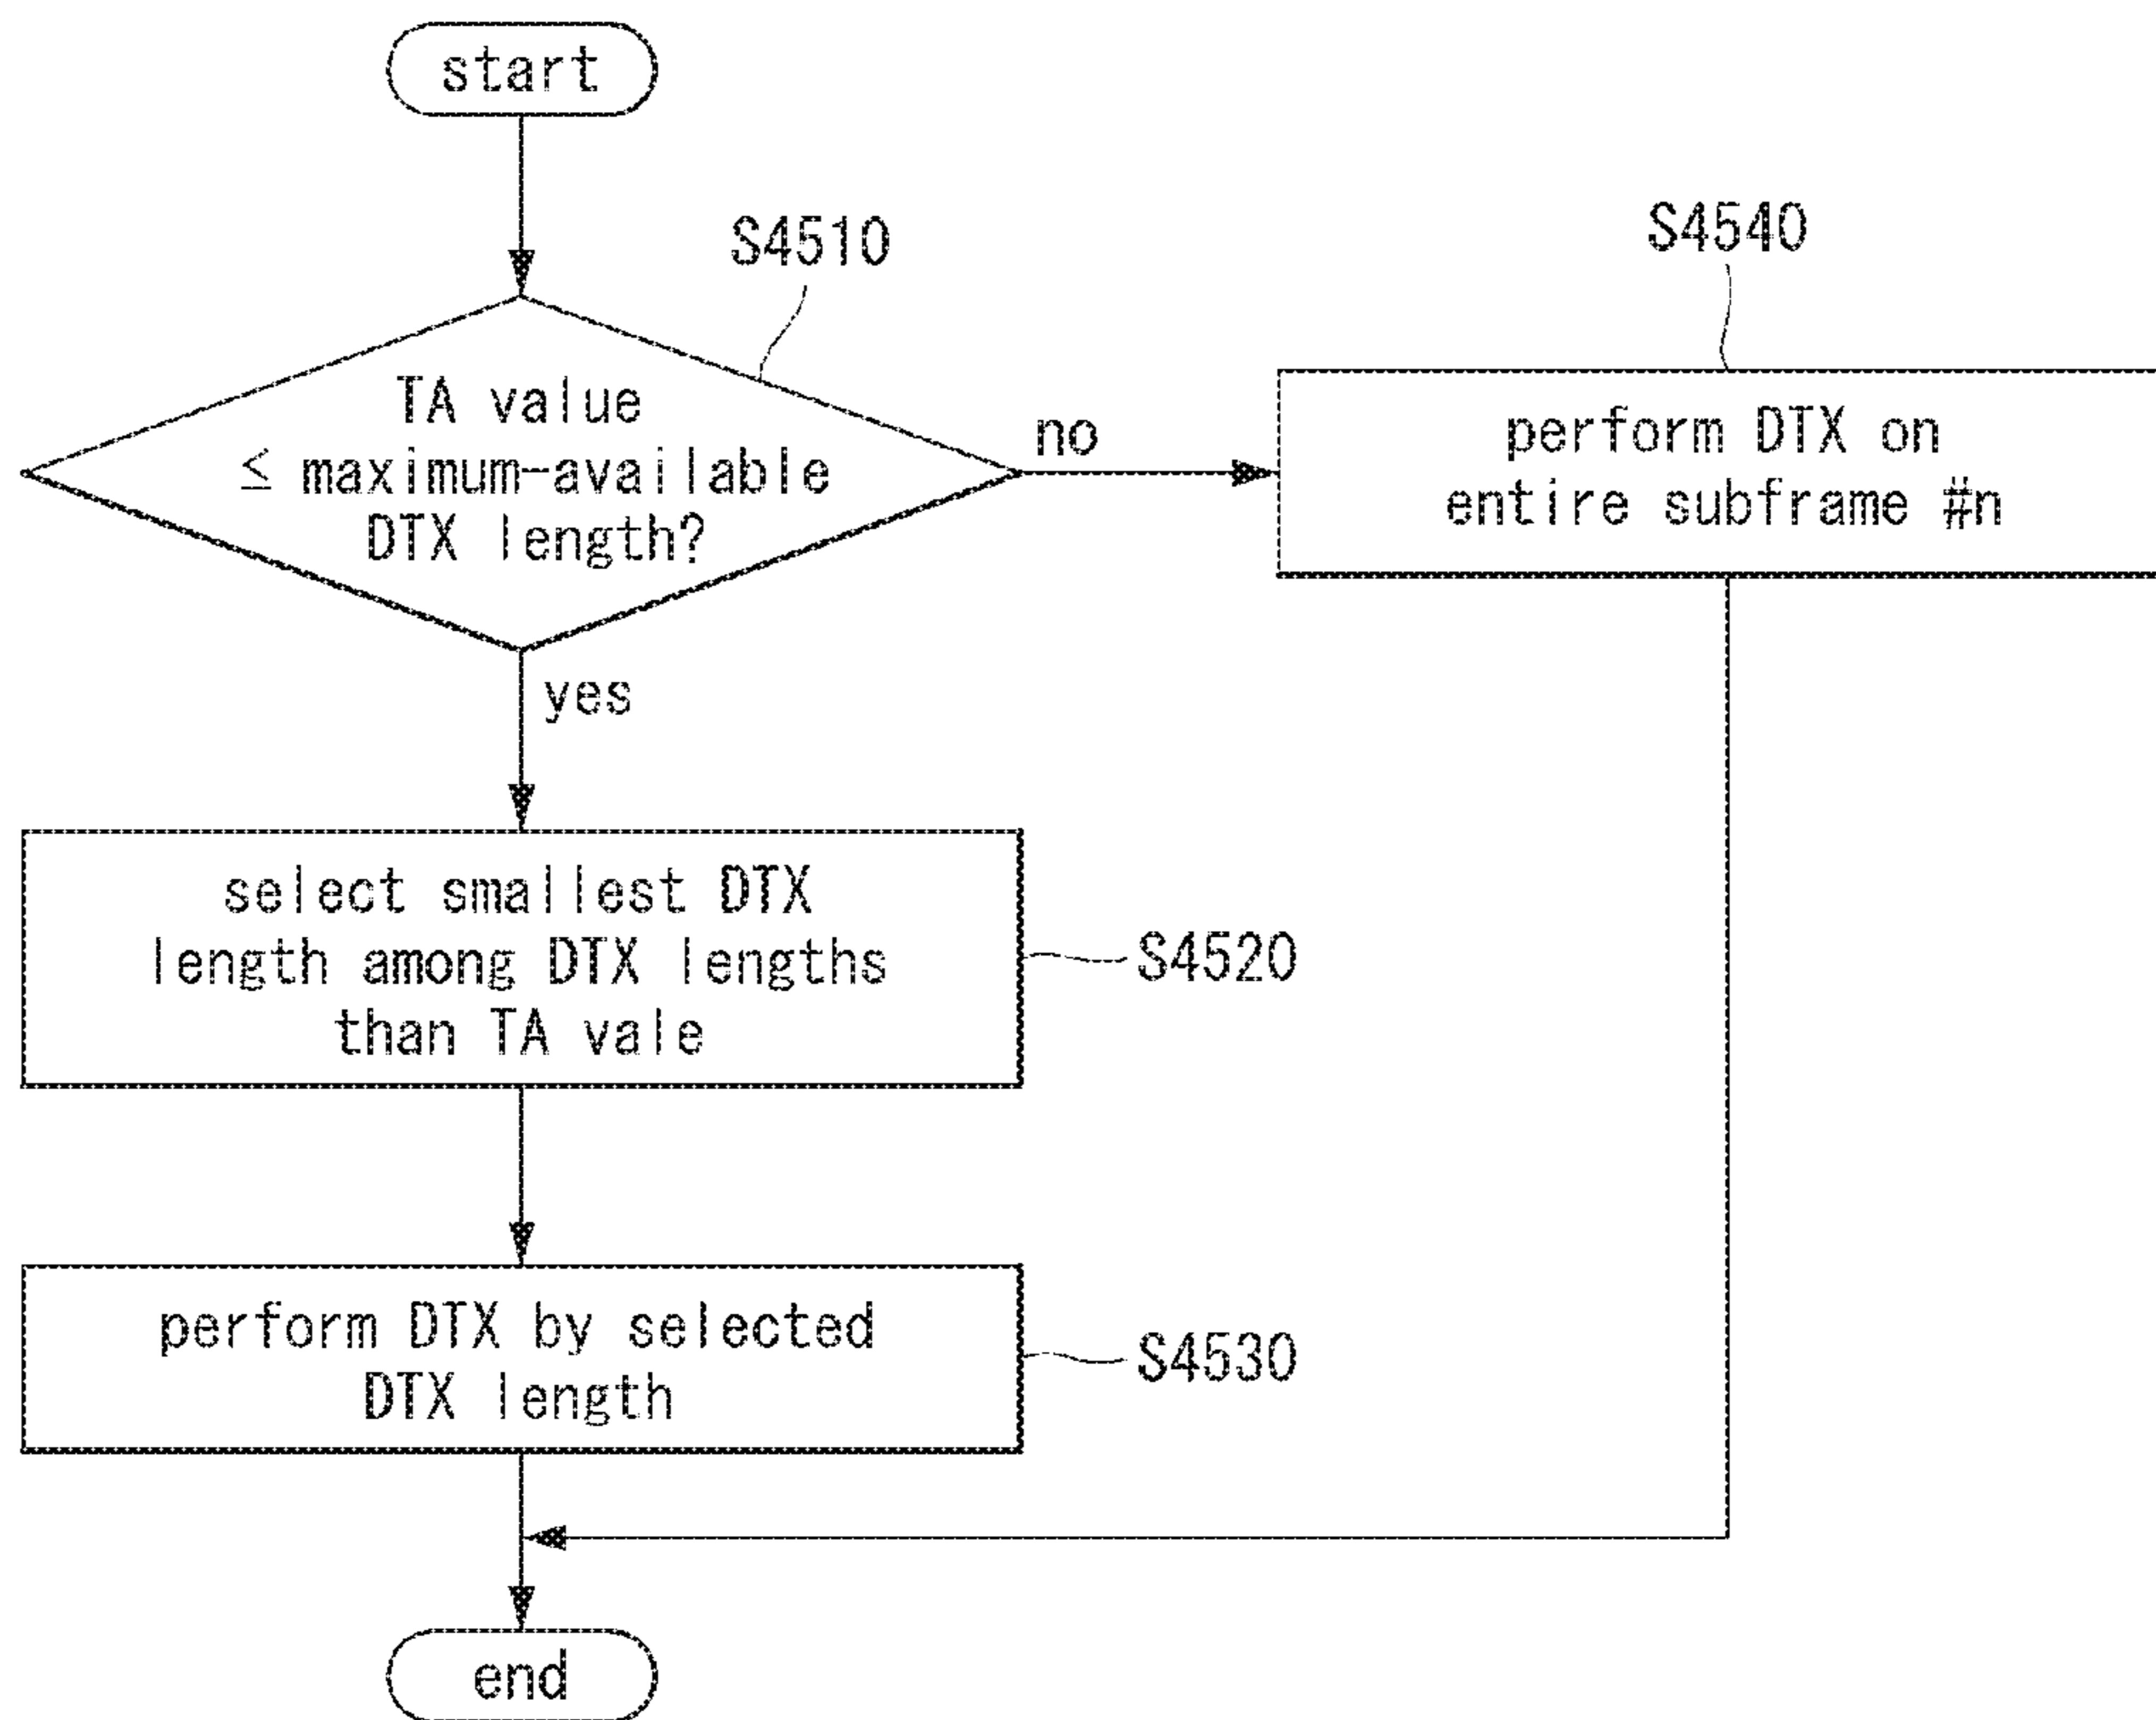 start
S4510
TA value
≤ maximum-available
DTX length?
no
S4540
perform DTX on
entire subframe #n
yes
select smallest DTX
length among DTX lengths
than TA vale
S4520
perform DTX by selected
DTX length
S4530
end